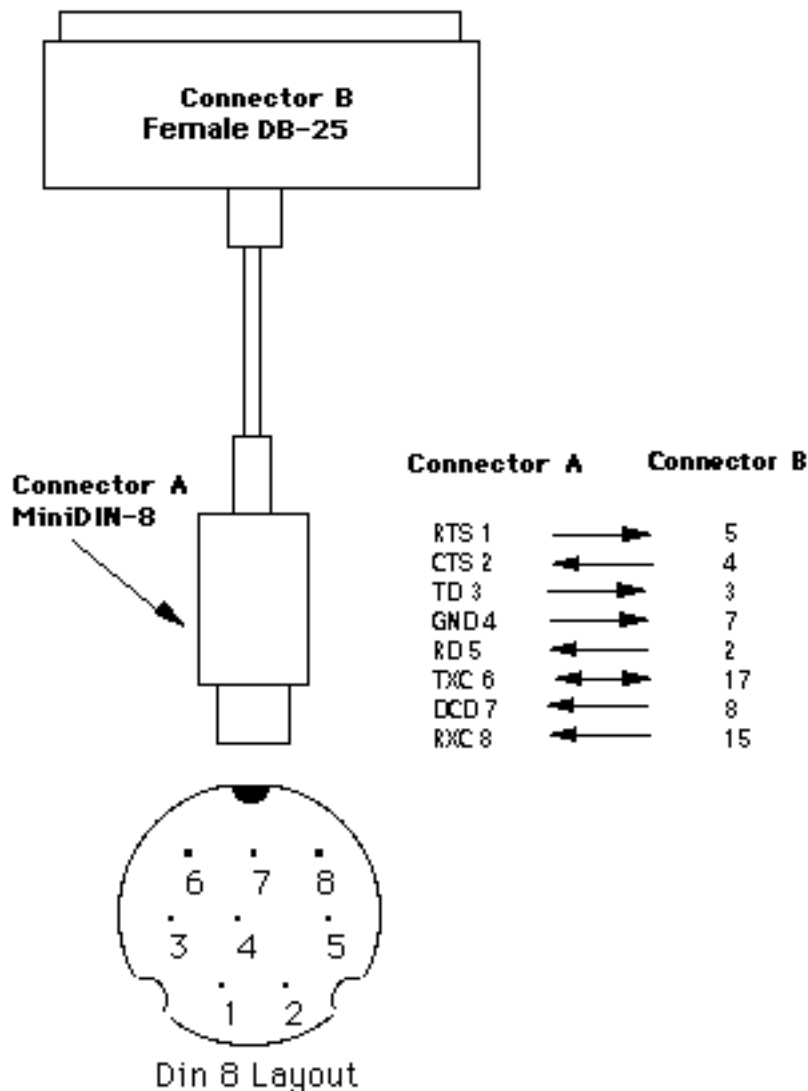 Connector B
Female DB-25
Connector A
MiniDIN-8
Connector A Connector B
RTS 1 5
CTS 2 4
TD 3 3
GND 4 7
RD 5 2
TXC 6 17
DCD 7 8
RXC 8 15
6 7 8
3 4 5
1 2
Din 8 Layout